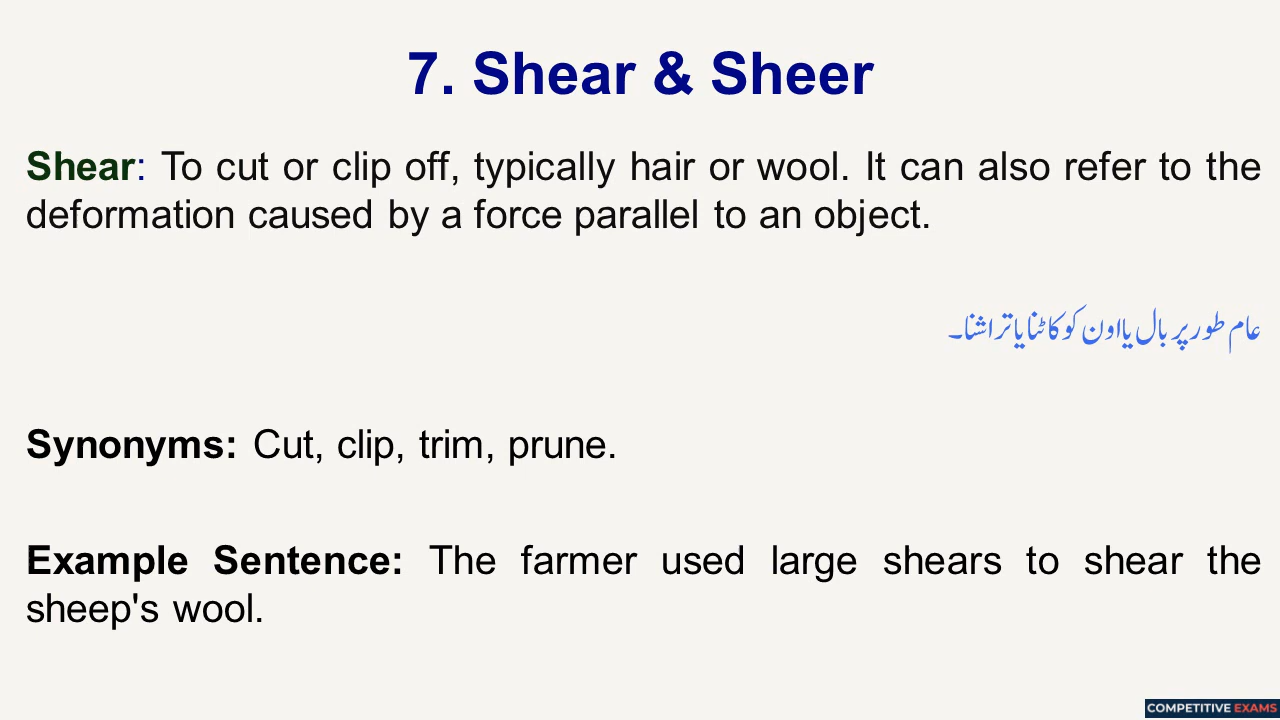 7. Shear & Sheer
Shear: To cut or clip off, typically hair or wool. It can also refer to the
deformation caused by a force parallel to an object.
عام طور پر بال یا اون کو کاٹنا یا تراشنا۔
Synonyms: Cut, clip, trim, prune.
Example Sentence: The farmer used large shears to shear the
sheep's wool.
COMPETITIVE EXAMS